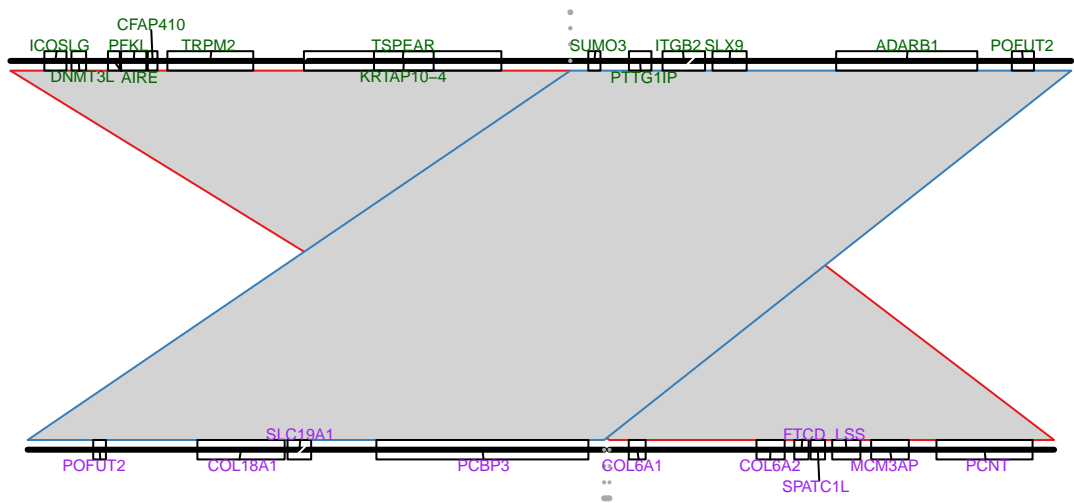 CFAP410
ICOSLG PFKL TRPM2 TSPEAR SUMO3 ITGB2 SLX9 ADARB1 POFUT2
DNMT3L AIRE KRTAP10–4 PTTG1IP
SLC19A1 FTCD LSS
POFUT2 COL18A1 PCBP3 COL6A1 COL6A2 MCM3AP PCNT
SPATC1L